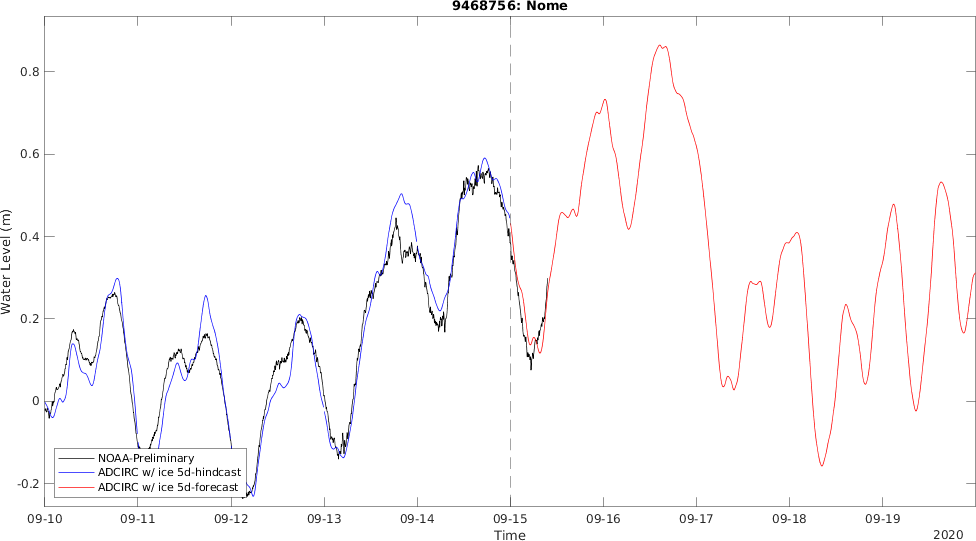 9468756: Nome
Water Level (m)
0.8
0.6
0.4
0.2
0
-0.2
NOAA-Preliminary
ADCIRC w/ ice 5d-hindcast
ADCIRC w/ ice 5d-forecast
09-10 09-11 09-12 09-13 09-14 09-15 09-16 09-17 09-18 09-19
Time
2020